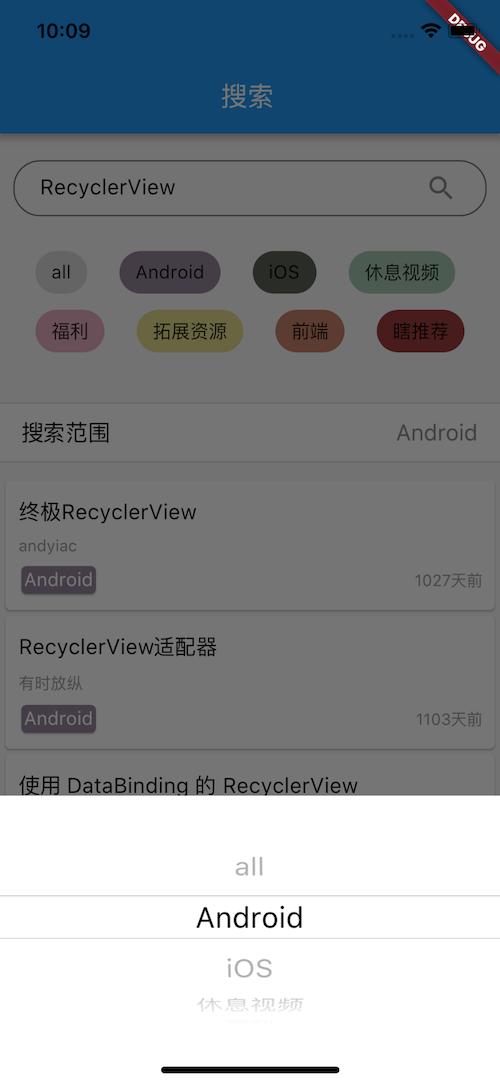 10:09
DEBUG
搜索
RecyclerView
all Android iOS 休息视频
福利 拓展资源 前端 瞎推荐
搜索范围 Android
终极RecyclerView
andyiac
Android 1027天前
RecyclerView适配器
有时放纵
Android 1103天前
使用 DataBinding 的 RecyclerView
all
Android
iOS
休息视频